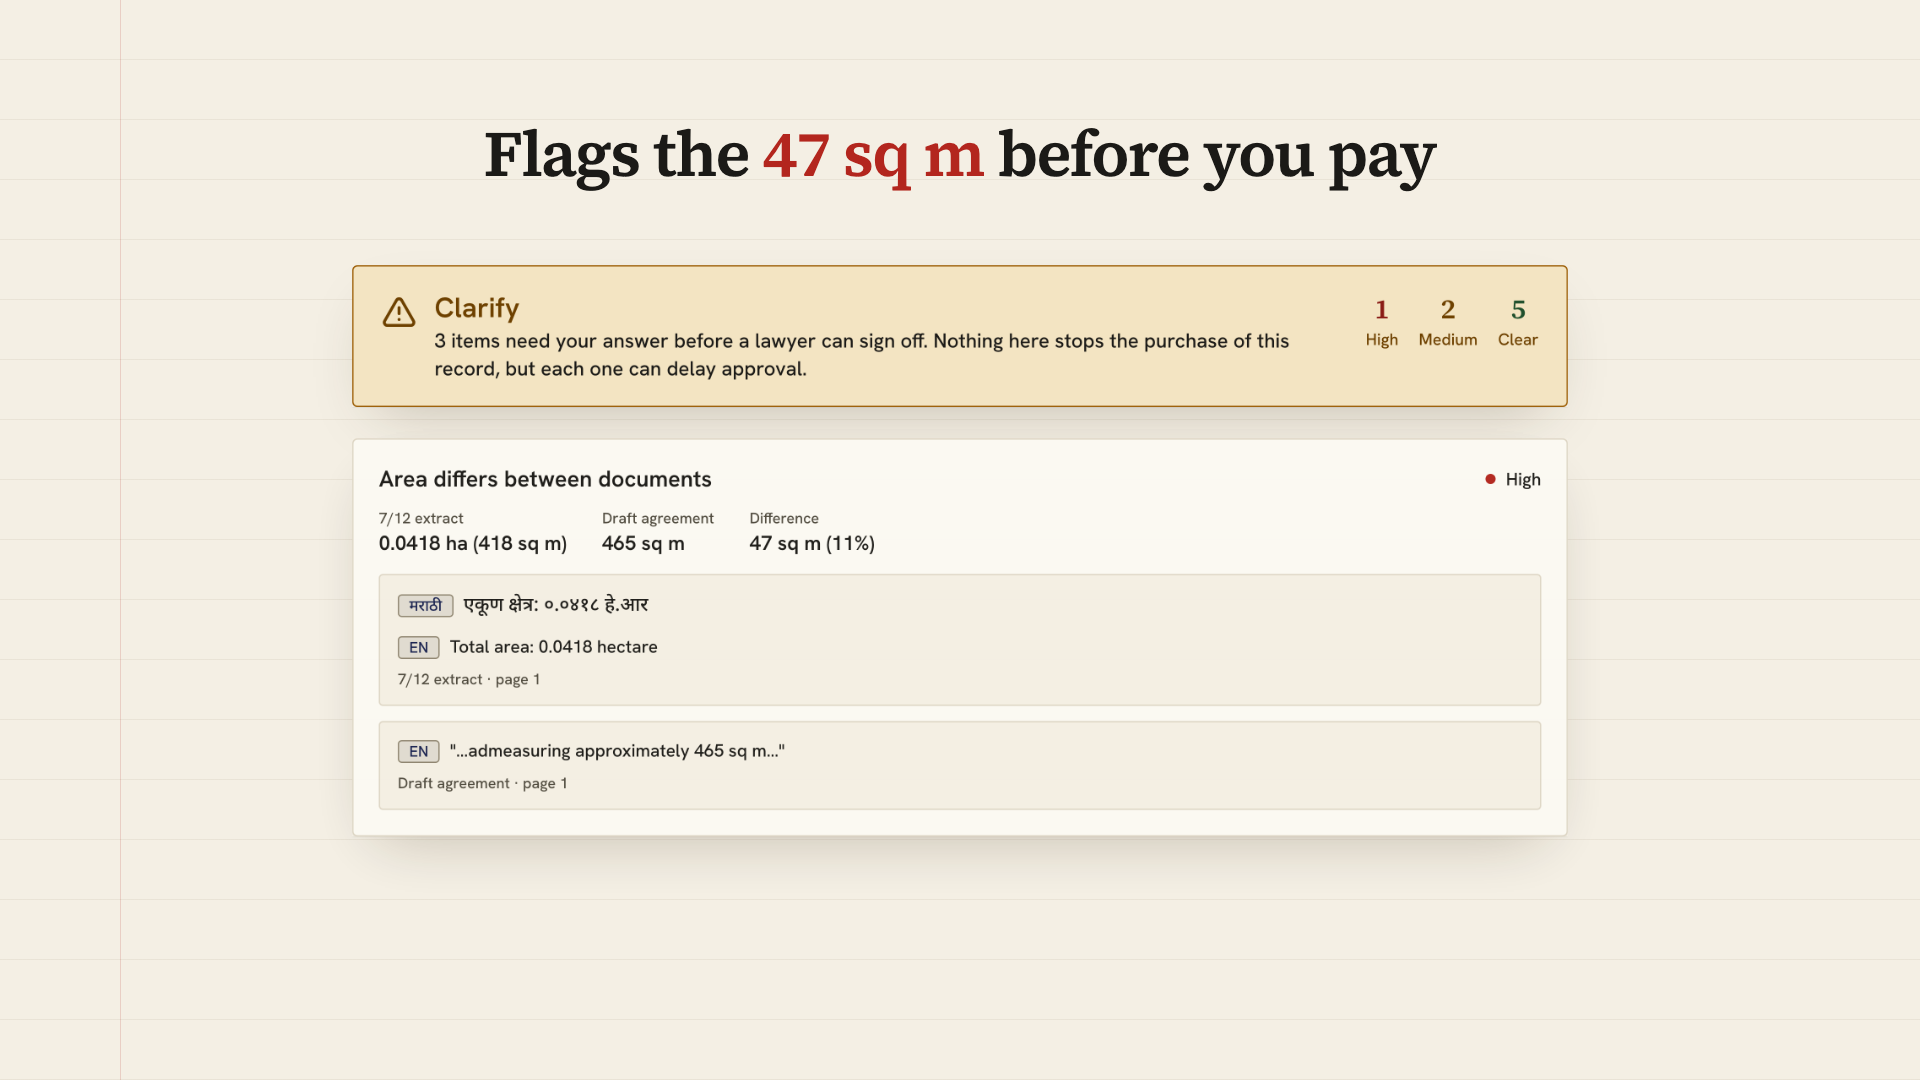 Flags the 47 sq m before you pay
Clarify
3 items need your answer before a lawyer can sign off. Nothing here stops the purchase of this
record, but each one can delay approval.
1
High
2
Medium
5
Clear
Area differs between documents
High
7/12 extract
0.0418 ha (418 sq m)
Draft agreement
465 sq m
Difference
47 sq m (11%)
मराठी एकूण क्षेत्र: ०.०४१८ हे.आर
EN Total area: 0.0418 hectare
7/12 extract · page 1
EN "...admeasuring approximately 465 sq m..."
Draft agreement · page 1